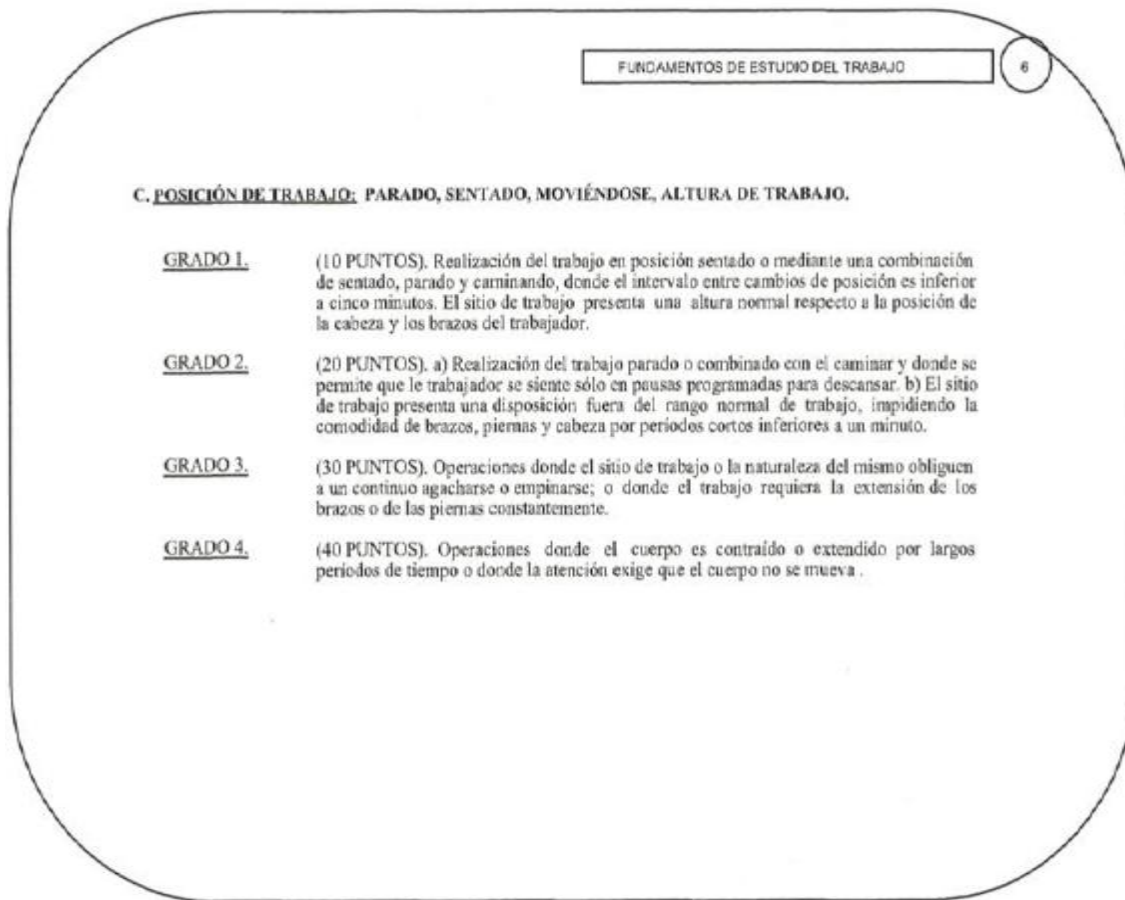 FUNDAMENTOS DE ESTUDIO DEL TRABAJO
6
C. POSICIÓN DE TRABAJO: PARADO, SENTADO, MOVIÉNDOSE, ALTURA DE TRABAJO.
GRADO 1. (10 PUNTOS). Realización del trabajo en posición sentado o mediante una combinación
de sentado, parado y caminando, donde el intervalo entre cambios de posición es inferior
a cinco minutos. El sitio de trabajo presenta una altura normal respecto a la posición de
la cabeza y los brazos del trabajador.
GRADO 2. (20 PUNTOS). a) Realización del trabajo parado o combinado con el caminar y donde se
permite que le trabajador se siente sólo en pausas programadas para descansar. b) El sitio
de trabajo presenta una disposición fuera del rango normal de trabajo, impidiendo la
comodidad de brazos, piernas y cabeza por periodos cortos inferiores a un minuto.
GRADO 3. (30 PUNTOS). Operaciones donde el sitio de trabajo o la naturaleza del mismo obliguen
a un continuo agacharse o empinarse; o donde el trabajo requiera la extensión de los
brazos o de las piernas constantemente.
GRADO 4. (40 PUNTOS). Operaciones donde el cuerpo es contraído o extendido por largos
periodos de tiempo o donde la atención exige que el cuerpo no se mueva .